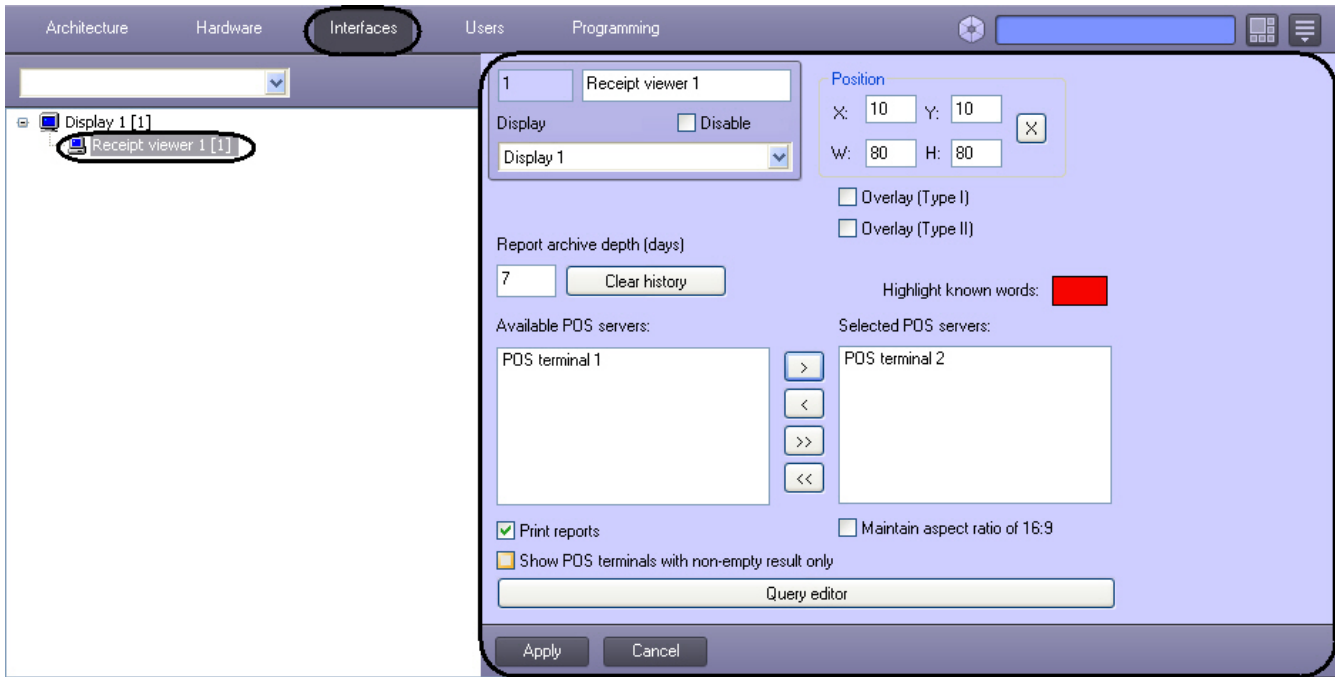 Architecture Hardware Interfaces Users Programming
Display 1 [1]
Receipt viewer 1 [1]
1 Receipt viewer 1
Display Disable
Display 1
Position
X: 10 Y: 10 X
W: 80 H: 80
Overlay (Type I)
Overlay (Type II)
Report archive depth (days)
7 Clear history
Highlight known words:
Available POS servers: Selected POS servers:
POS terminal 1 POS terminal 2
>
<
>>
<<
Print reports Maintain aspect ratio of 16:9
Show POS terminals with non-empty result only
Query editor
Apply Cancel